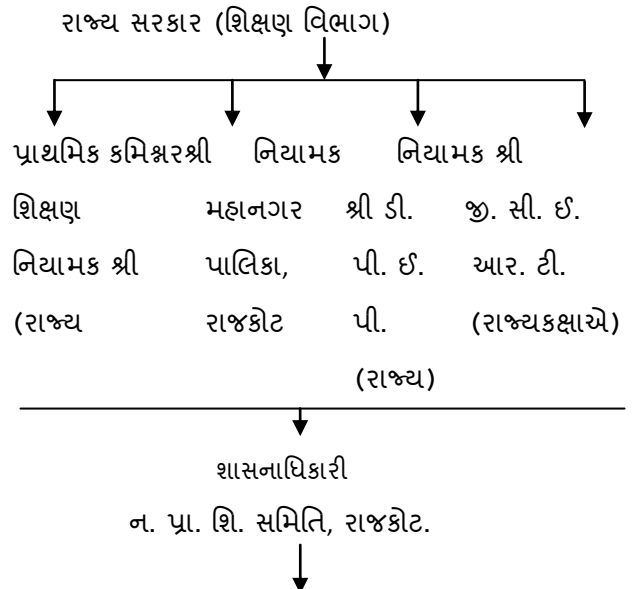 રાજ્ય સરકાર (શિક્ષણ વિભાગ)
પ્રાથમિક કમિશ્નરશ્રી નિયામક નિયામક શ્રી
શિક્ષણ મહાનગર શ્રી ડી. જી. સી. ઈ.
નિયામક શ્રી પાલિકા, પી. ઈ. આર. ટી.
(રાજ્ય રાજકોટ પી. (રાજ્યકક્ષાએ)
(રાજ્ય)
શાસનાધિકારી
ન. પ્રા. શિ. સમિતિ, રાજકોટ.